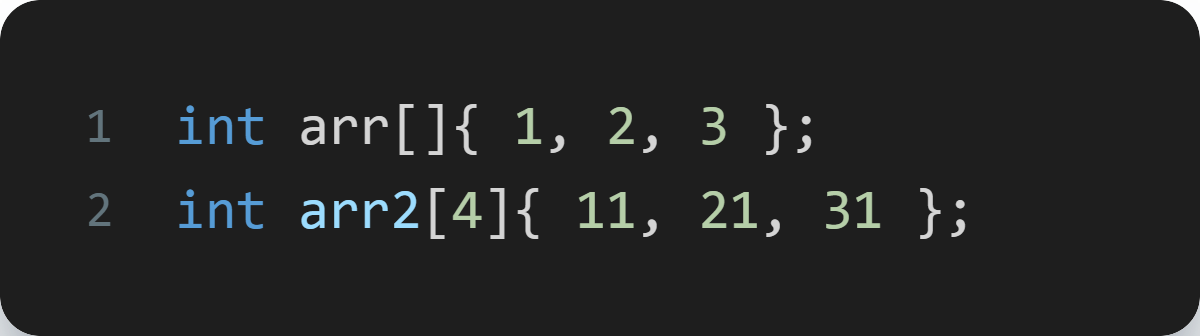 1 int arr[]{ 1, 2, 3 };
2 int arr2[4]{ 11, 21, 31 };